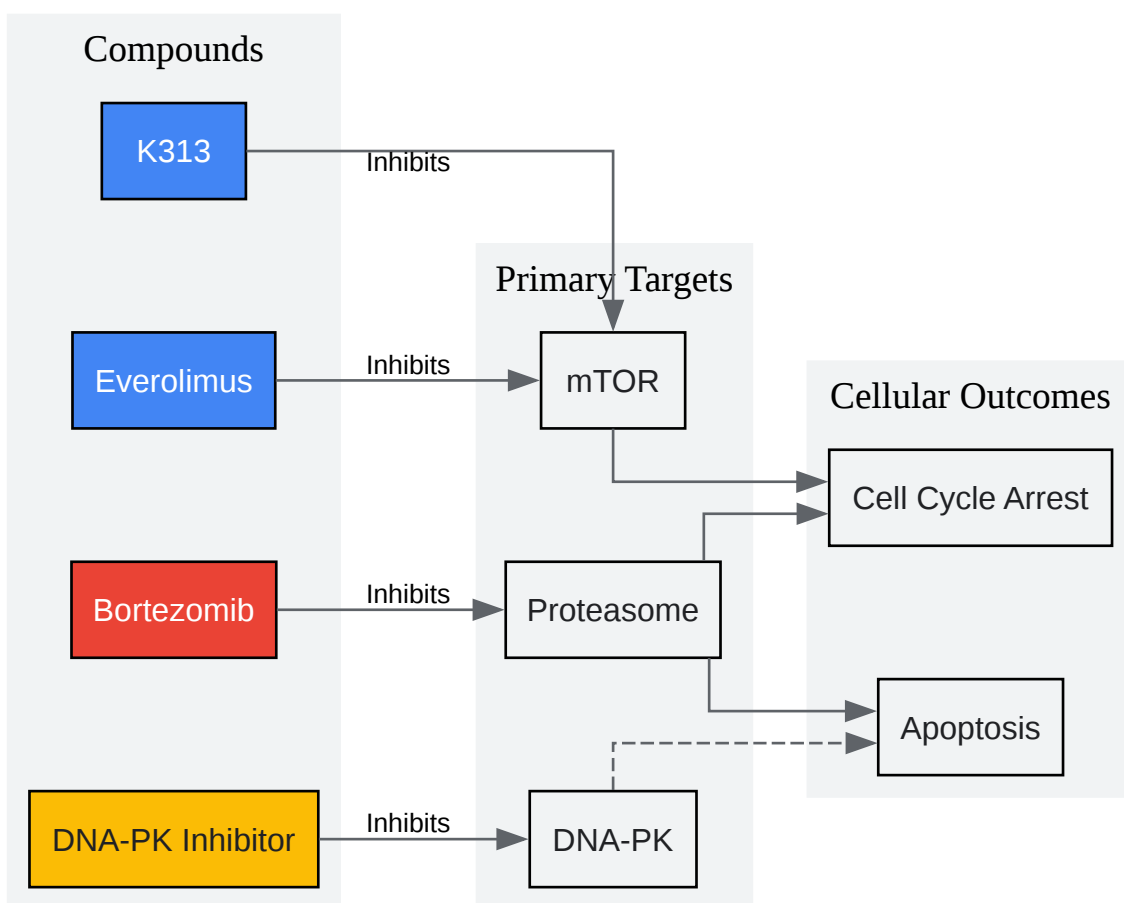 Compounds
K313
Inhibits
Primary Targets
Everolimus
Inhibits
mTOR
Cellular Outcomes
Cell Cycle Arrest
Bortezomib
Inhibits
Proteasome
Apoptosis
DNA-PK Inhibitor
Inhibits
DNA-PK